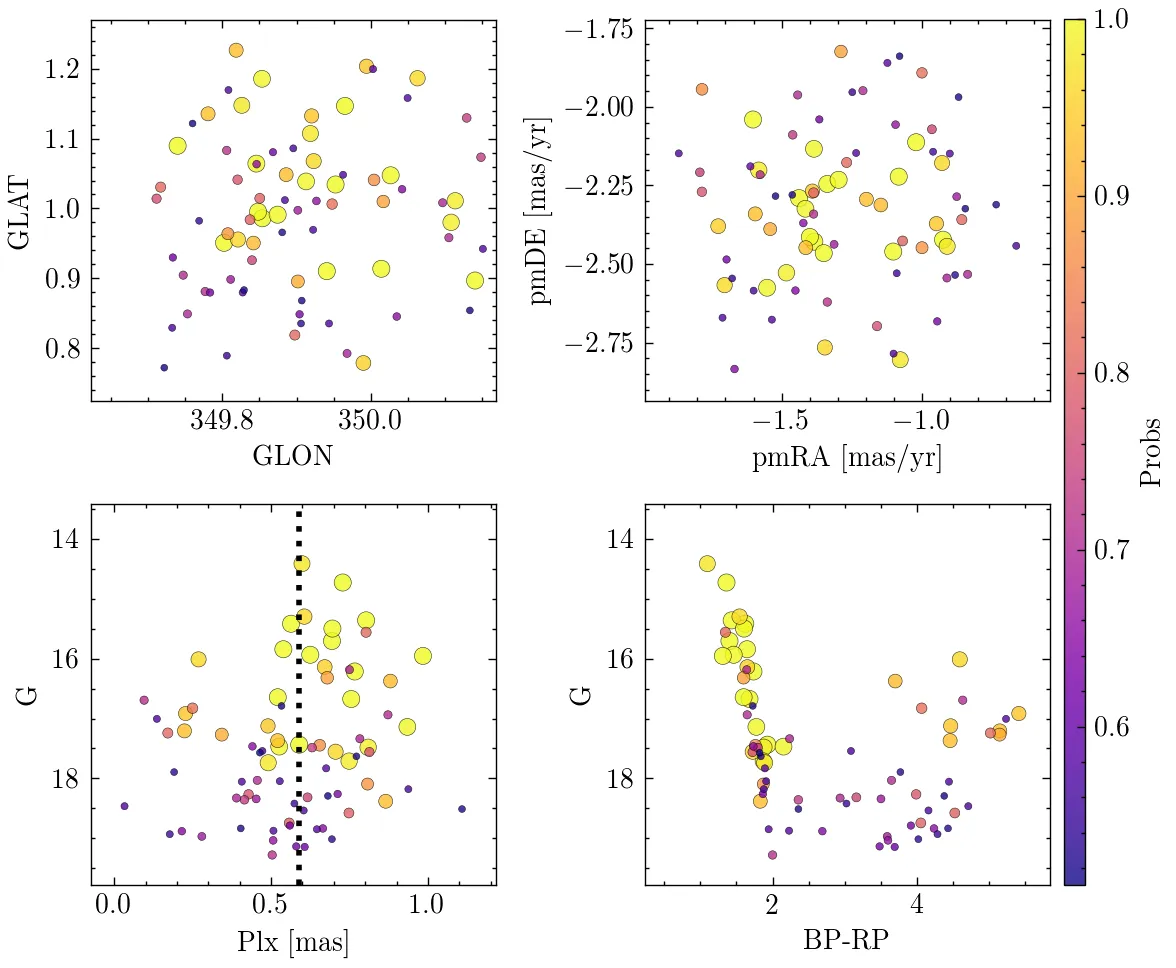 1.2
1.1
1.0
0.9
0.8
GLAT
349.8 350.0
GLON
−1.75
−2.00
−2.25
−2.50
−2.75
pmDE [mas/yr]
−1.5 −1.0
pmRA [mas/yr]
1.0
0.9
0.8
0.7
0.6
Probs
14
16
18
G
0.0 0.5 1.0
Plx [mas]
14
16
18
G
2 4
BP-RP